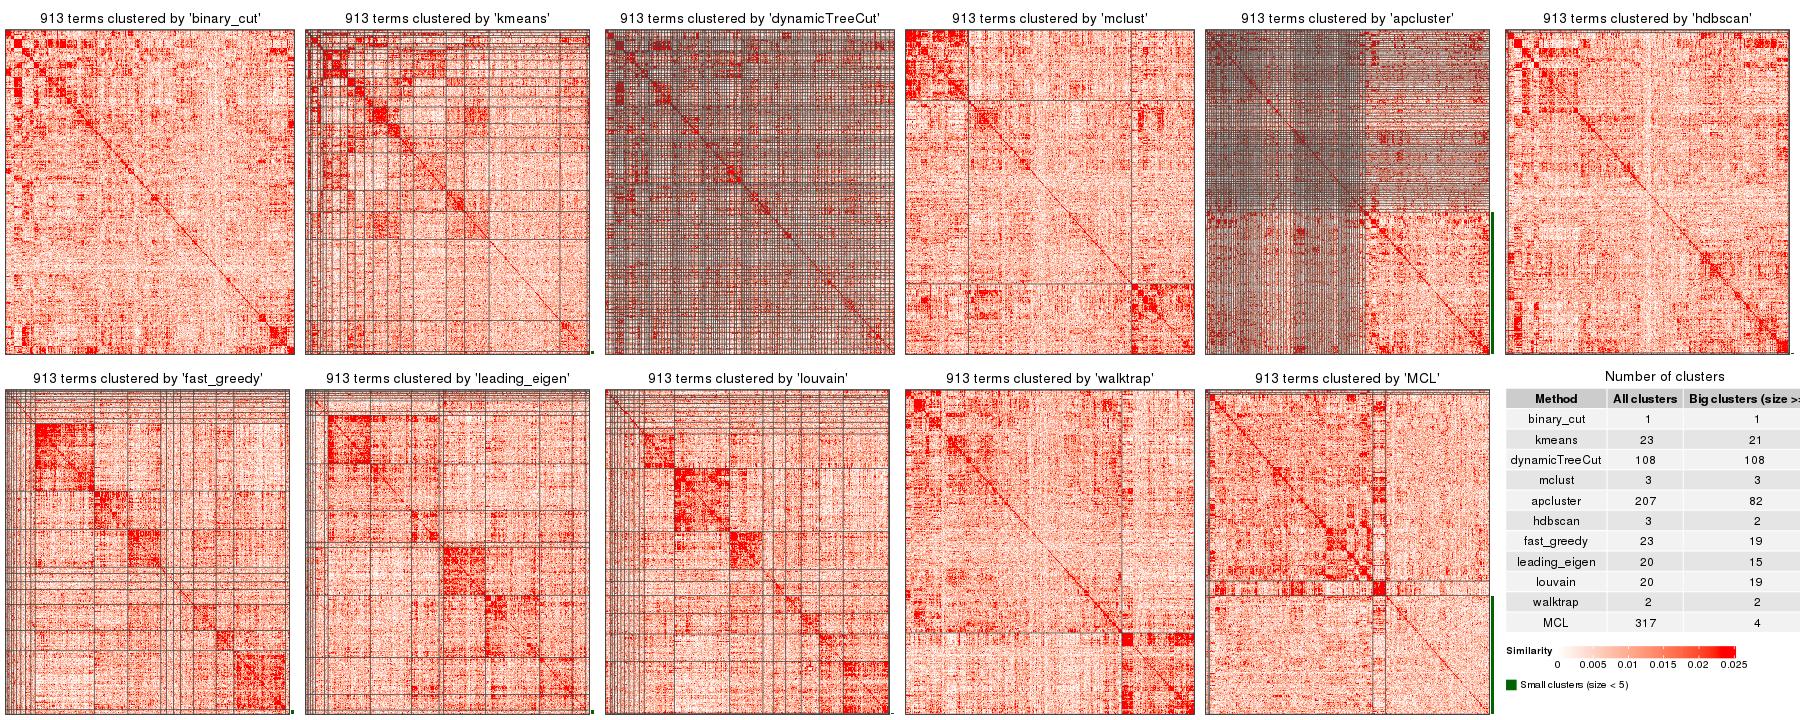 913 terms clustered by 'binary_cut'
913 terms clustered by 'kmeans'
913 terms clustered by 'dynamicTreeCut'
913 terms clustered by 'mclust'
913 terms clustered by 'apcluster'
913 terms clustered by 'hdbscan'
913 terms clustered by 'fast_greedy'
913 terms clustered by 'leading_eigen'
913 terms clustered by 'louvain'
913 terms clustered by 'walktrap'
913 terms clustered by 'MCL'
Number of clusters
Method All clusters Big clusters (size >=
binary_cut 1 1
kmeans 23 21
dynamicTreeCut 108 108
mclust 3 3
apcluster 207 82
hdbscan 3 2
fast_greedy 23 19
leading_eigen 20 15
louvain 20 19
walktrap 2 2
MCL 317 4
Similarity
0 0.005 0.01 0.015 0.02 0.025
Small clusters (size < 5)